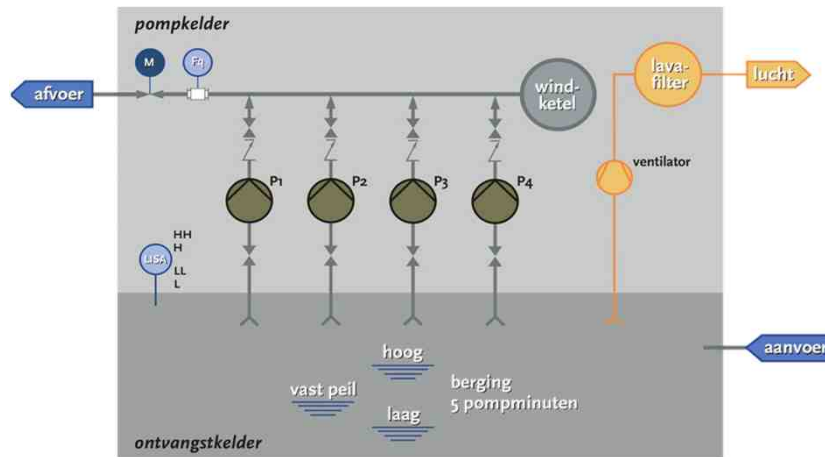 pompkelder
M
Fq
afvoer
wind-
ketel
lava-
filter
lucht
P1
P2
P3
P4
ventilator
HH
H
LISA
LL
L
aanvoer
hoog
vast peil
berging
5 pompminuten
laag
ontvangstkelder